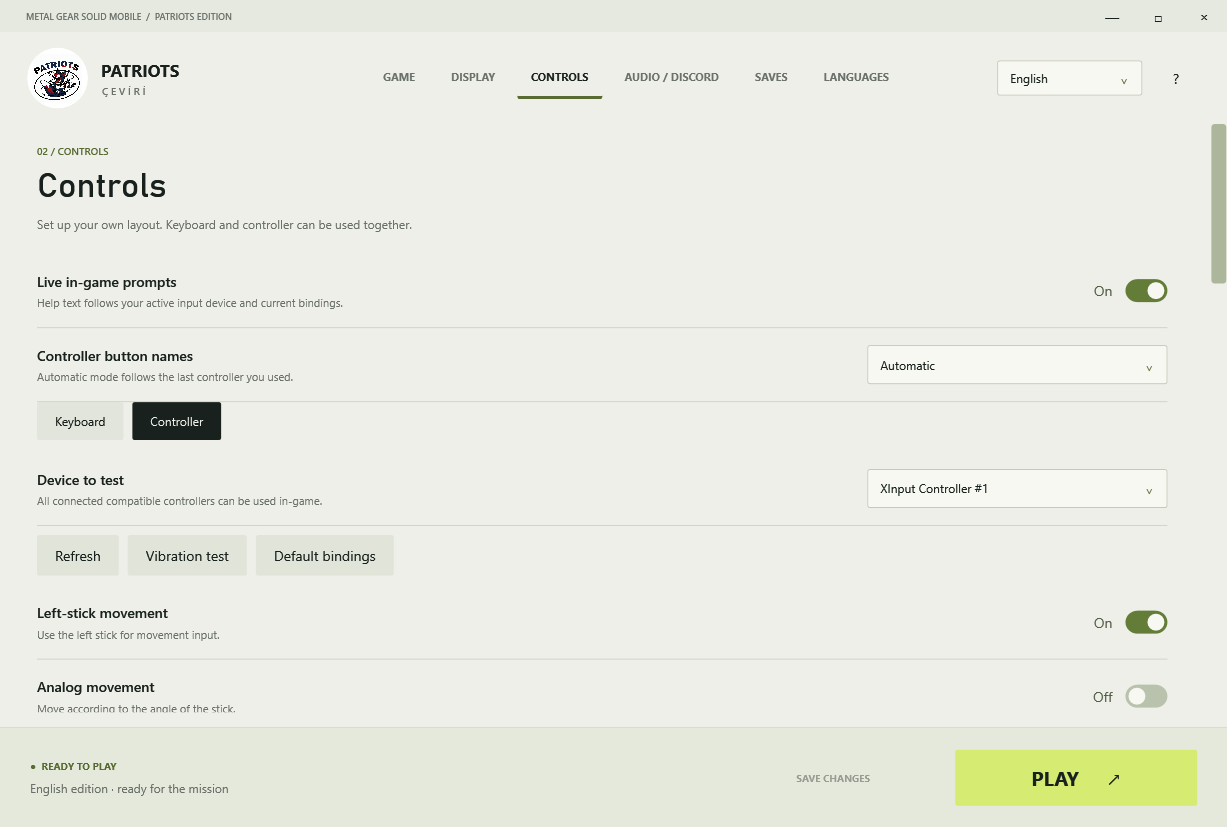 METAL GEAR SOLID MOBILE / PATRIOTS EDITION
PATRIOTS
PATRIOTS
ÇEVİRİ
GAME
DISPLAY
CONTROLS
AUDIO / DISCORD
SAVES
LANGUAGES
English
?
02 / CONTROLS
Controls
Set up your own layout. Keyboard and controller can be used together.
Live in-game prompts
On
Help text follows your active input device and current bindings.
Controller button names
Automatic
Automatic mode follows the last controller you used.
Keyboard
Controller
Device to test
XInput Controller #1
All connected compatible controllers can be used in-game.
Refresh
Vibration test
Default bindings
Left-stick movement
On
Use the left stick for movement input.
Analog movement
Off
Move according to the angle of the stick.
● READY TO PLAY
English edition · ready for the mission
SAVE CHANGES
PLAY ↗